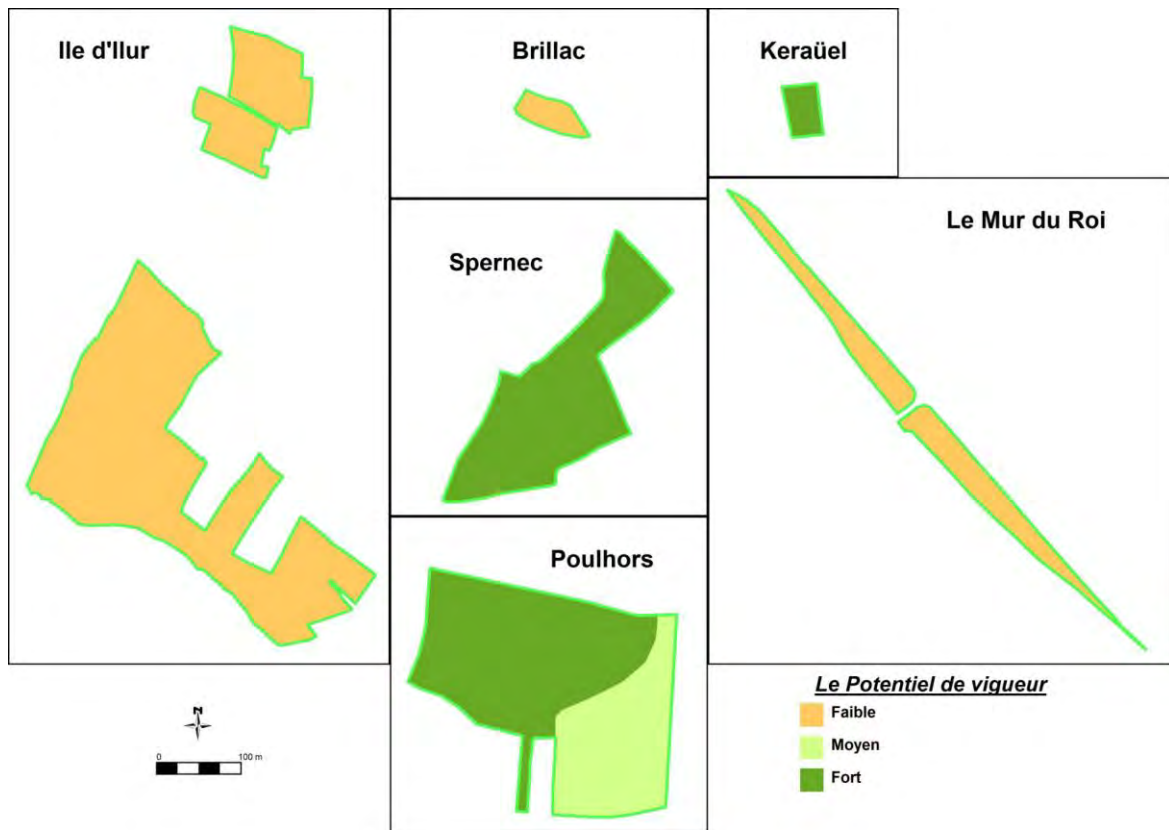 Ile d'Ilur
Brillac
Keraüel
Spernec
Le Mur du Roi
Poulhors
N
0 100 m
Le Potentiel de vigueur
Faible
Moyen
Fort